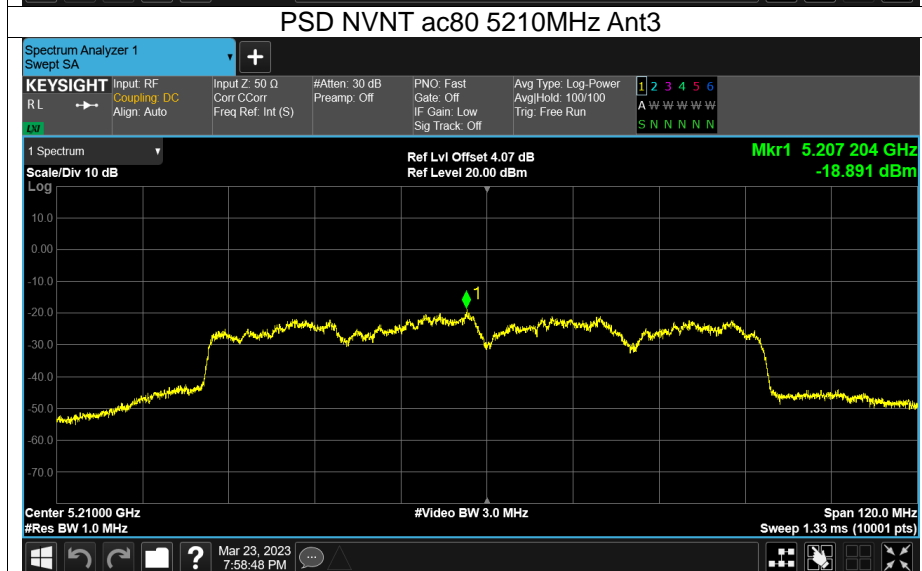 PSD NVNT ac80 5210MHz Ant3
Spectrum Analyzer 1
Swept SA
KEYSIGHT
R L
LXI
Input: RF
Coupling: DC
Align: Auto
Input Z: 50 Ω
Corr CCorr
Freq Ref: Int (S)
#Atten: 30 dB
Preamp: Off
PNO: Fast
Gate: Off
IF Gain: Low
Sig Track: Off
Avg Type: Log-Power
Avg|Hold: 100/100
Trig: Free Run
1 2 3 4 5 6
A W W W W W
S N N N N N
1 Spectrum
Scale/Div 10 dB
Ref Lvl Offset 4.07 dB
Ref Level 20.00 dBm
Mkr1 5.207 204 GHz
-18.891 dBm
Log
10.0
0.00
-10.0
1
-20.0
-30.0
-40.0
-50.0
-60.0
-70.0
Center 5.21000 GHz
#Res BW 1.0 MHz
#Video BW 3.0 MHz
Span 120.0 MHz
Sweep 1.33 ms (10001 pts)
?
Mar 23, 2023
7:58:48 PM